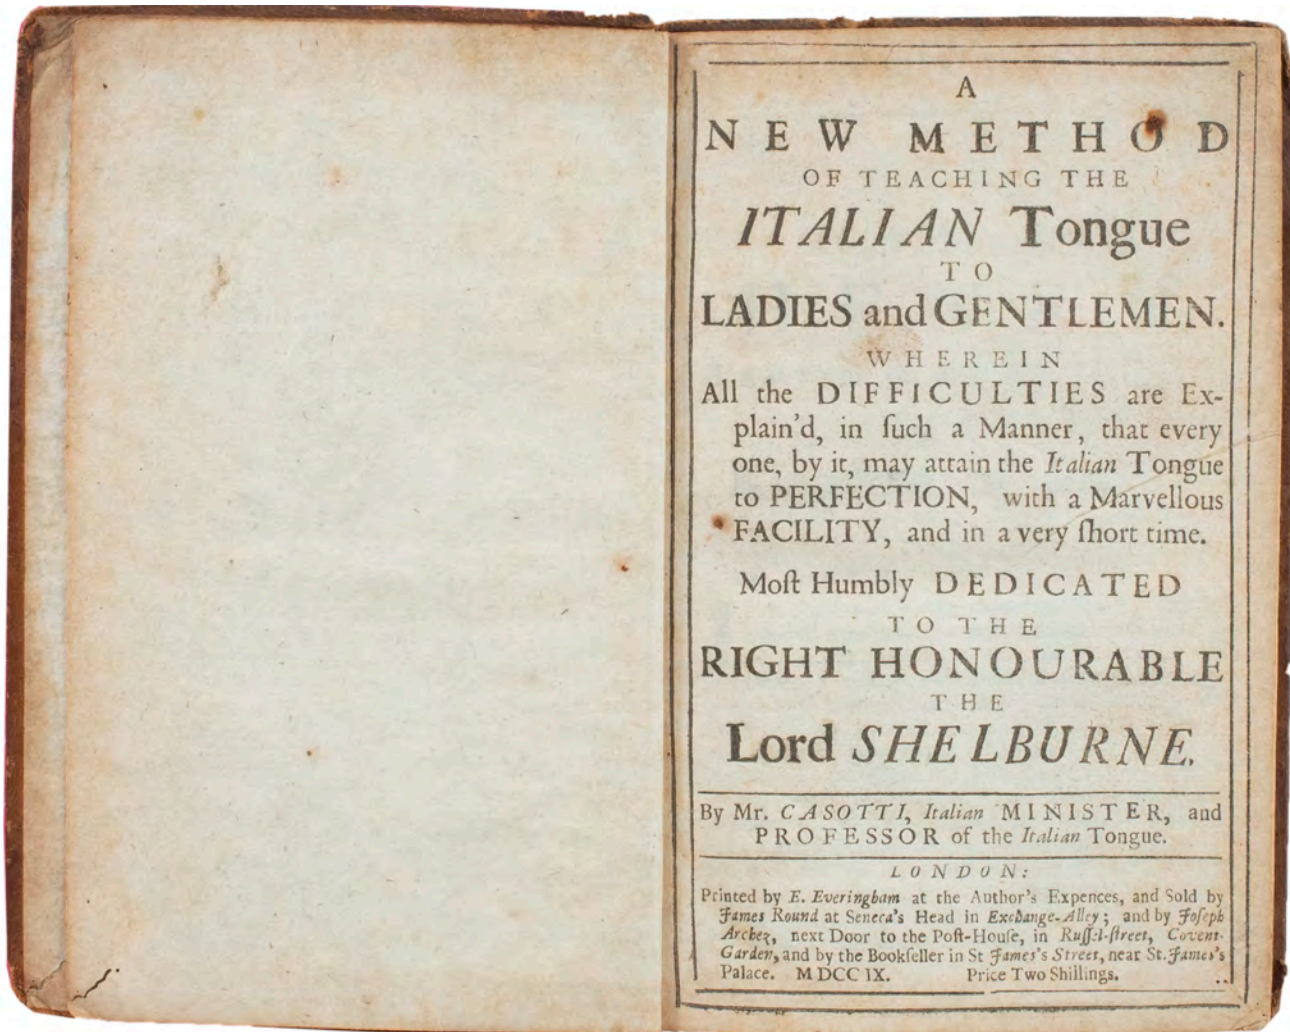 A
NEW METHOD
OF TEACHING THE
ITALIAN Tongue
TO
LADIES and GENTLEMEN.
WHEREIN
All the DIFFICULTIES are Ex-
plain'd, in ſuch a Manner, that every
one, by it, may attain the Italian Tongue
to PERFECTION, with a Marvellous
FACILITY, and in a very ſhort time.
Moſt Humbly DEDICATED
TO THE
RIGHT HONOURABLE
THE
Lord SHELBURNE.
By Mr. CASOTTI, Italian MINISTER, and
PROFESSOR of the Italian Tongue.
LONDON:
Printed by E. Everingham at the Author's Expences, and Sold by
James Round at Seneca's Head in Exchange-Alley; and by Joſeph
Archez, next Door to the Poſt-Houſe, in Ruſſel-ſtreet, Covent-
Garden, and by the Bookſeller in St James's Street, near St. James's
Palace. MDCCIX. Price Two Shillings.